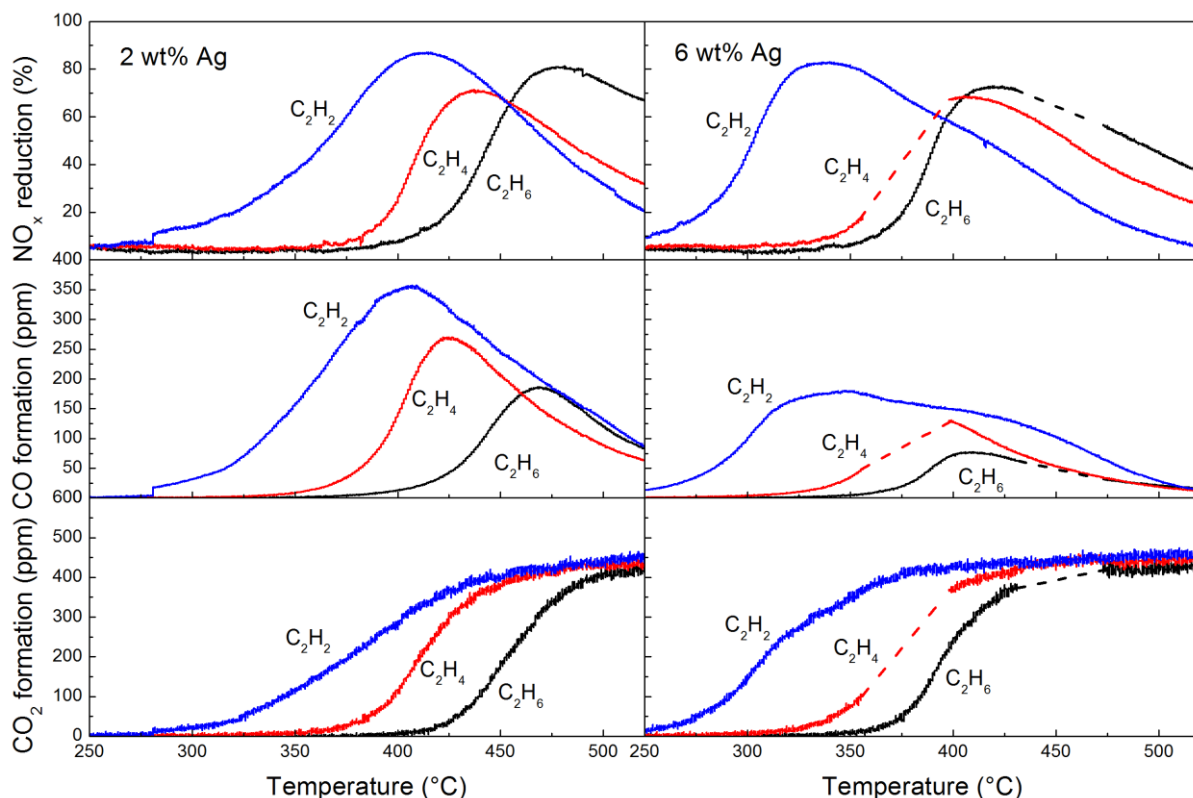 2 wt% Ag
6 wt% Ag
NOx reduction (%)
100
80
60
40
20
400
C2H2
C2H4
C2H6
C2H2
C2H4
C2H6
CO formation (ppm)
350
300
250
200
150
100
50
600
C2H2
C2H4
C2H6
C2H2
C2H4
C2H6
CO2 formation (ppm)
500
400
300
200
100
0
C2H2
C2H4
C2H6
C2H2
C2H4
C2H6
250 300 350 400 450 500 250 300 350 400 450 500
Temperature (°C) Temperature (°C)